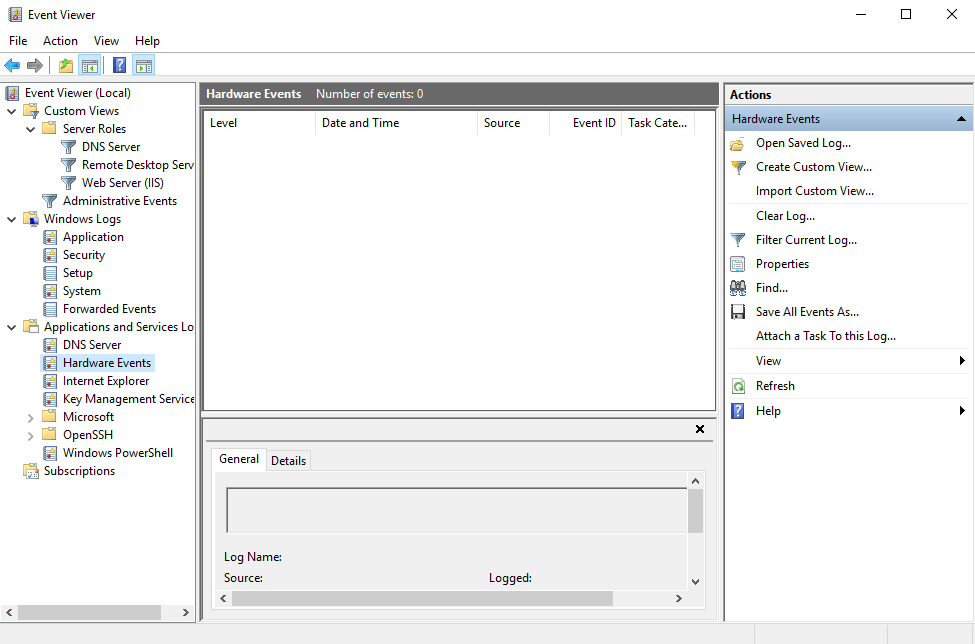 Event Viewer
File Action View Help
Event Viewer (Local)
Custom Views
Server Roles
DNS Server
Remote Desktop Serv
Web Server (IIS)
Administrative Events
Windows Logs
Application
Security
Setup
System
Forwarded Events
Applications and Services Lo
DNS Server
Hardware Events
Internet Explorer
Key Management Service
Microsoft
OpenSSH
Windows PowerShell
Subscriptions
Hardware Events Number of events: 0
Level Date and Time Source Event ID Task Cate...
General Details
Log Name:
Source: Logged:
Actions
Hardware Events
Open Saved Log...
Create Custom View...
Import Custom View...
Clear Log...
Filter Current Log...
Properties
Find...
Save All Events As...
Attach a Task To this Log...
View
Refresh
Help